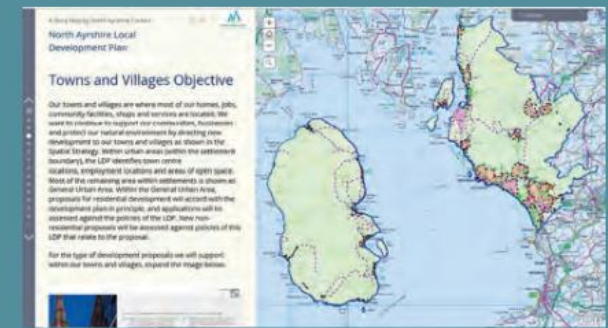 A Story Map by North Ayrshire Council
North Ayrshire Local
Development Plan
Towns and Villages Objective
Our towns and villages are where most of our homes, jobs,
community facilities, shops and services are located. We
want to continue to support our communities, businesses
and protect our natural environment by directing new
development to our towns and villages as shown in the
Spatial Strategy. Within urban areas (within the settlement
boundary), the LDP identifies town centre
locations, employment locations and areas of open space.
Most of the remaining area within settlements is shown as
General Urban Area. Within the General Urban Area,
proposals for residential development will accord with the
development plan in principle, and applications will be
assessed against the policies of the LDP. New non-
residential proposals will be assessed against policies of this
LDP that relate to the proposal.
For the type of development proposals we will support
within our towns and villages, expand the image below.